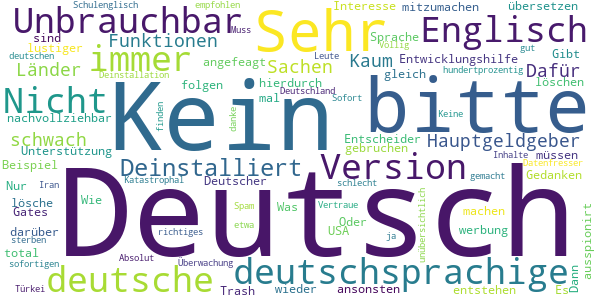 Schulenglisch empfohlen Interesse mitzumachen übersetzen
Unbrauchbar Muss Sehr Sprache Völlig Englisch
sind Funktionen Leute gut Gibt
lustiger immer angefeagt Sachen Kaum Entwicklungshilfe
deutschen Länder Deinstallation folgen hierdurch gleich hundertprozentig Dafür
Nicht Kein mal Deutschland Sofort bitte löschen
nachvollziehbar finden danke Keine
schwach Entscheider Hauptgeldgeber
Unterstützung gebruchen Inhalte müssen
Beispiel Deinstalliert Version Datenfresser
Nur Iran Katastrophal Deutscher schlecht gemacht Gedanken
lösche Wie Spam Was Vertraue unübersichtlich machen
Gates Deutsch etwa Oder
darüber richtiges USA ja werbung ausspioniert
sterben
total Absolut Überwachung Dann
sofortigen deutsche deutschsprachige
Türkei Trash wieder ansonsten entstehen Es